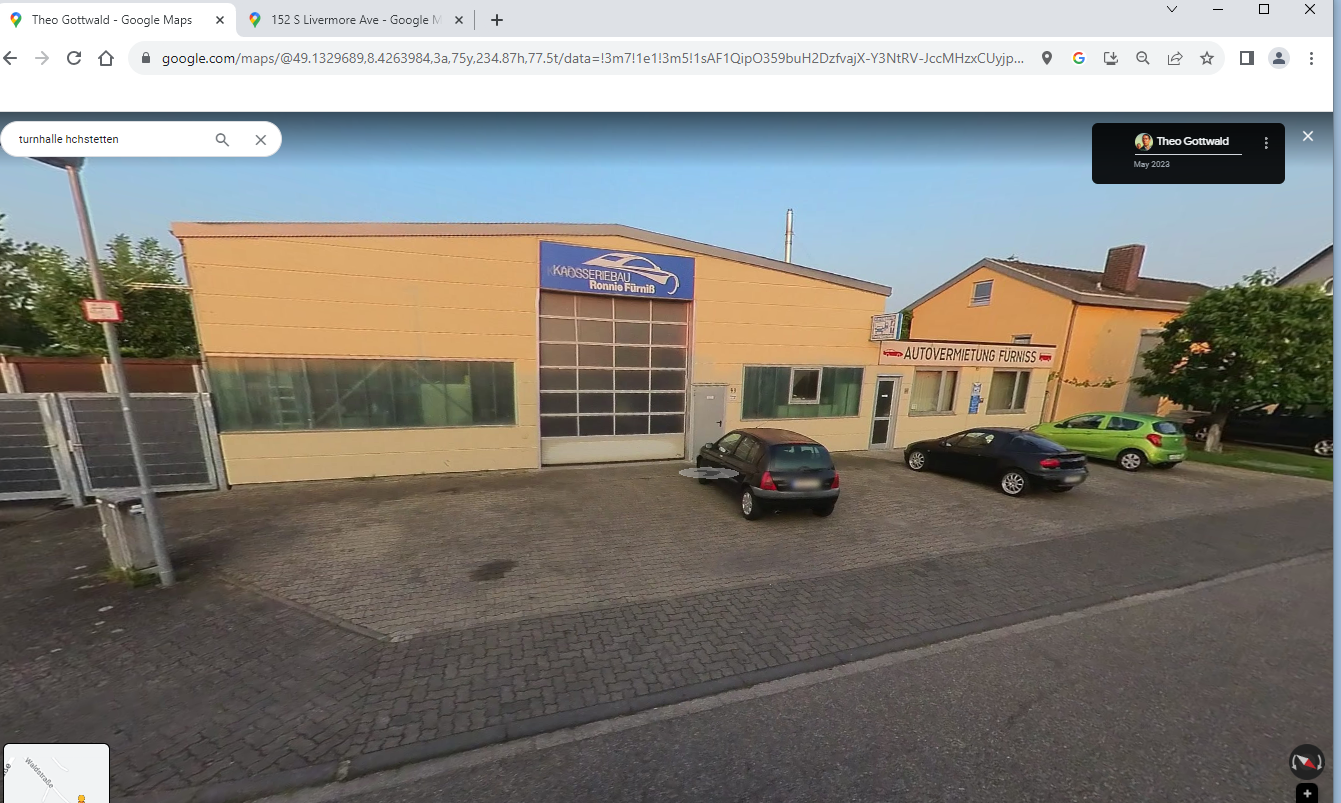 Theo Gottwald - Google Maps
152 S Livermore Ave - Google M
google.com/maps/@49.1329689,8.4263984,3a,75y,234.87h,77.5t/data=!3m7!1e1!3m5!1sAF1QipO359buH2DzfvajX-Y3NtRV-JccMHzxCUyjp...
turnhalle hchstetten
Theo Gottwald
May 2023
KAOSSERIEBAU
Ronnie Fürniß
AUTOVERMIETUNG FÜRNISS
Waldstraße